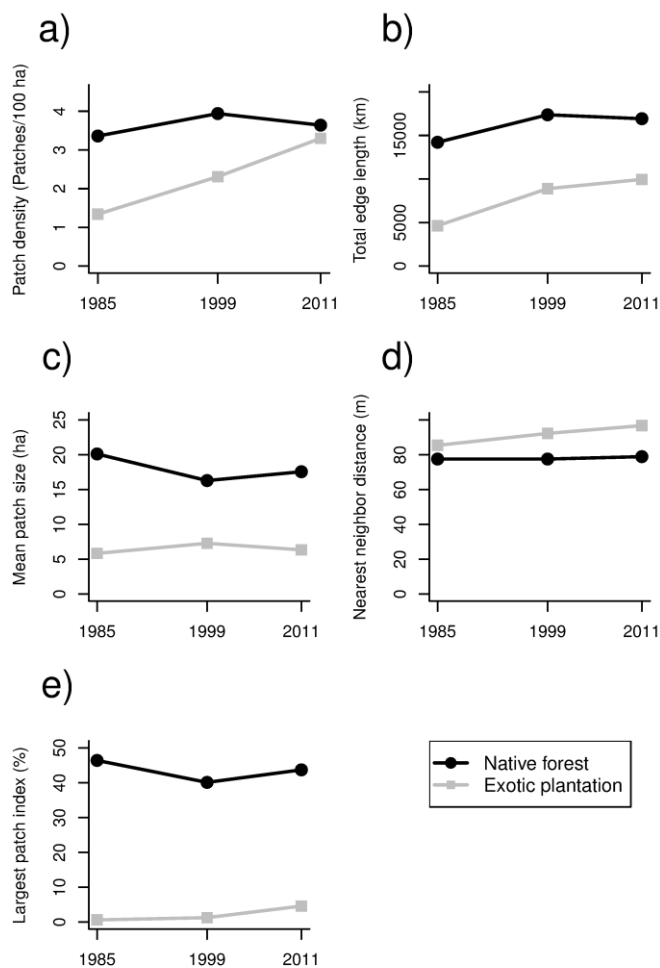 a)
Patch density (Patches/100 ha)
4
3
2
1
0
1985 1999 2011
b)
Total edge length (km)
15000
5000
0
1985 1999 2011
c)
Mean patch size (ha)
25
20
15
10
5
0
1985 1999 2011
d)
Nearest neighbor distance (m)
80
60
40
20
0
1985 1999 2011
e)
Largest patch index (%)
50
40
30
20
10
0
1985 1999 2011
Native forest
Exotic plantation